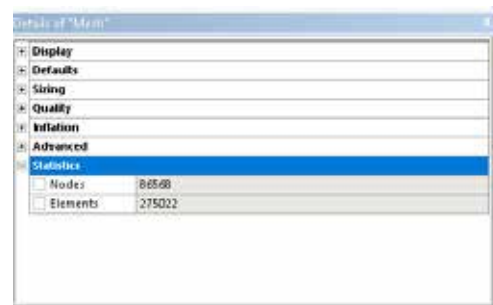 Details of "Mesh"
Display
Defaults
Sizing
Quality
Inflation
Advanced
Statistics
Nodes 86568
Elements 275022